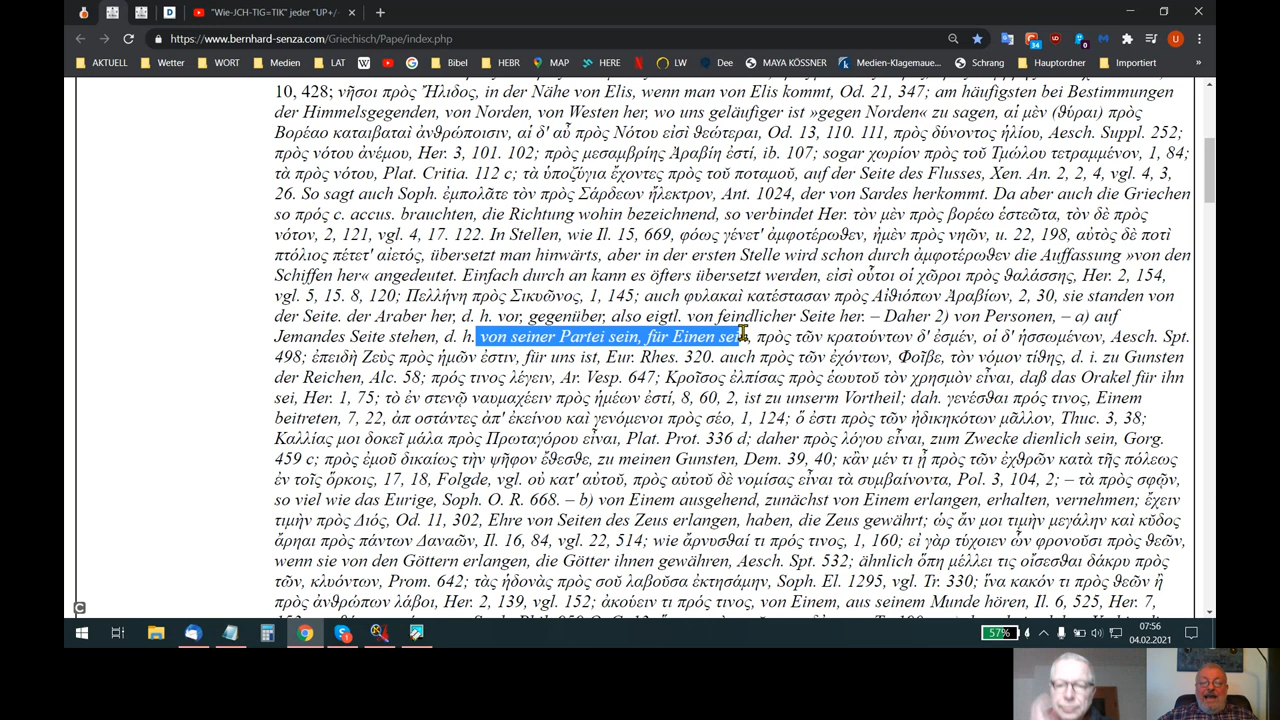 "Wie-JCH-TIG=TIK" jeder "UP+/-
https://www.bernhard-senza.com/Griechisch/Pape/index.php
AKTUELL Wetter WORT Medien LAT Bibel HEBR MAP HERE LW Dee MAYA KÖSSNER Medien-Klagemaue... Schrang Hauptordner Importiert »
10, 428; νῆσοι πρὸς Ἤλιδος, in der Nähe von Elis, wenn man von Elis kommt, Od. 21, 347; am häufigsten bei Bestimmungen
der Himmelsgegenden, von Norden, von Westen her, wo uns geläufiger ist »gegen Norden« zu sagen, αἱ μὲν (θύραι) πρὸς
Βορέαο καταιβαταὶ ἀνθρώποισιν, αἱ δ' αὖ πρὸς Νότου εἰσὶ θεώτεραι, Od. 13, 110. 111, πρὸς δύνοντος ἡλίου, Aesch. Suppl. 252;
πρὸς νότου ἀνέμου, Her. 3, 101. 102; πρὸς μεσαμβρίης Ἀραβίη ἐστί, ib. 107; sogar χωρίον πρὸς τοῦ Τμώλου τετραμμένον, 1, 84;
τὰ πρὸς νότου, Plat. Critia. 112 c; τὰ ὑποζύγια ἔχοντες πρὸς τοῦ ποταμοῦ, auf der Seite des Flusses, Xen. An. 2, 2, 4, vgl. 4, 3,
26. So sagt auch Soph. ἐμπολᾶτε τὸν πρὸς Σάρδεων ἤλεκτρον, Ant. 1024, der von Sardes herkommt. Da aber auch die Griechen
so πρός c. accus. brauchten, die Richtung wohin bezeichnend, so verbindet Her. τὸν μὲν πρὸς βορέω ἑστεῶτα, τὸν δὲ πρὸς
νότον, 2, 121, vgl. 4, 17. 122. In Stellen, wie Il. 15, 669, φόως γένετ' ἀμφοτέρωθεν, ἠμὲν πρὸς νηῶν, u. 22, 198, αὐτὸς δὲ ποτὶ
πτόλιος πέτετ' αἰετός, übersetzt man hinwärts, aber in der ersten Stelle wird schon durch ἀμφοτέρωθεν die Auffassung »von den
Schiffen her« angedeutet. Einfach durch an kann es öfters übersetzt werden, εἰσὶ οὗτοι οἱ χῶροι πρὸς θαλάσσης, Her. 2, 154,
vgl. 5, 15. 8, 120; Πελλήνη πρὸς Σικυῶνος, 1, 145; auch φυλακαὶ κατέστασαν πρὸς Αἰθιόπων Ἀραβίων, 2, 30, sie standen von
der Seite. der Araber her, d. h. vor, gegenüber, also eigtl. von feindlicher Seite her. – Daher 2) von Personen, – a) auf
Jemandes Seite stehen, d. h. von seiner Partei sein, für Einen sein, πρὸς τῶν κρατούντων δ' ἐσμέν, οἱ δ' ἡσσωμένων, Aesch. Spt.
498; ἐπειδὴ Ζεὺς πρὸς ἡμῶν ἐστιν, für uns ist, Eur. Rhes. 320. auch πρὸς τῶν ἐχόντων, Φοῖβε, τὸν νόμον τίθης, d. i. zu Gunsten
der Reichen, Alc. 58; πρός τινος λέγειν, Ar. Vesp. 647; Κροῖσος ἐλπίσας πρὸς ἑωυτοῦ τὸν χρησμὸν εἶναι, daß das Orakel für ihn
sei, Her. 1, 75; τὸ ἐν στενῷ ναυμαχέειν πρὸς ἡμέων ἐστί, 8, 60, 2, ist zu unserm Vortheil; dah. γενέσθαι πρός τινος, Einem
beitreten, 7, 22, ἀπ οστάντες ἀπ' ἐκείνου καὶ γενόμενοι πρὸς σέο, 1, 124; ὅ ἐστι πρὸς τῶν ἠδικηκότων μᾶλλον, Thuc. 3, 38;
Καλλίας μοι δοκεῖ μάλα πρὸς Πρωταγόρου εἶναι, Plat. Prot. 336 d; daher πρὸς λόγου εἶναι, zum Zwecke dienlich sein, Gorg.
459 c; πρὸς ἐμοῦ δικαίως τὴν ψῆφον ἔθεσθε, zu meinen Gunsten, Dem. 39, 40; κἂν μέν τι ᾖ πρὸς τῶν ἐχθρῶν κατὰ τῆς πόλεως
ἐν τοῖς ὅρκοις, 17, 18, Folgde, vgl. οὐ κατ' αὐτοῦ, πρὸς αὐτοῦ δὲ νομίσας εἶναι τὰ συμβαίνοντα, Pol. 3, 104, 2; – τὰ πρὸς σφῷν,
so viel wie das Eurige, Soph. O. R. 668. – b) von Einem ausgehend, zunächst von Einem erlangen, erhalten, vernehmen; ἔχειν
τιμὴν πρὸς Διός, Od. 11, 302, Ehre von Seiten des Zeus erlangen, haben, die Zeus gewährt; ὡς ἄν μοι τιμὴν μεγάλην καὶ κῦδος
ἄρηαι πρὸς πάντων Δαναῶν, Il. 16, 84, vgl. 22, 514; wie ἄρνυσθαί τι πρός τινος, 1, 160; εἰ γὰρ τύχοιεν ὧν φρονοῦσι πρὸς θεῶν,
wenn sie von den Göttern erlangen, die Götter ihnen gewähren, Aesch. Spt. 532; ähnlich ὅπη μέλλει τις οἴσεσθαι δάκρυ πρὸς
τῶν, κλυόντων, Prom. 642; τὰς ἡδονὰς πρὸς σοῦ λαβοῦσα ἐκτησάμην, Soph. El. 1295, vgl. Tr. 330; ἵνα κακόν τι πρὸς θεῶν ἢ
πρὸς ἀνθρώπων λάβοι, Her. 2, 139, vgl. 152; ἀκούειν τι πρός τινος, von Einem, aus seinem Munde hören, Il. 6, 525, Her. 7,
57%
07:56
04.02.2021